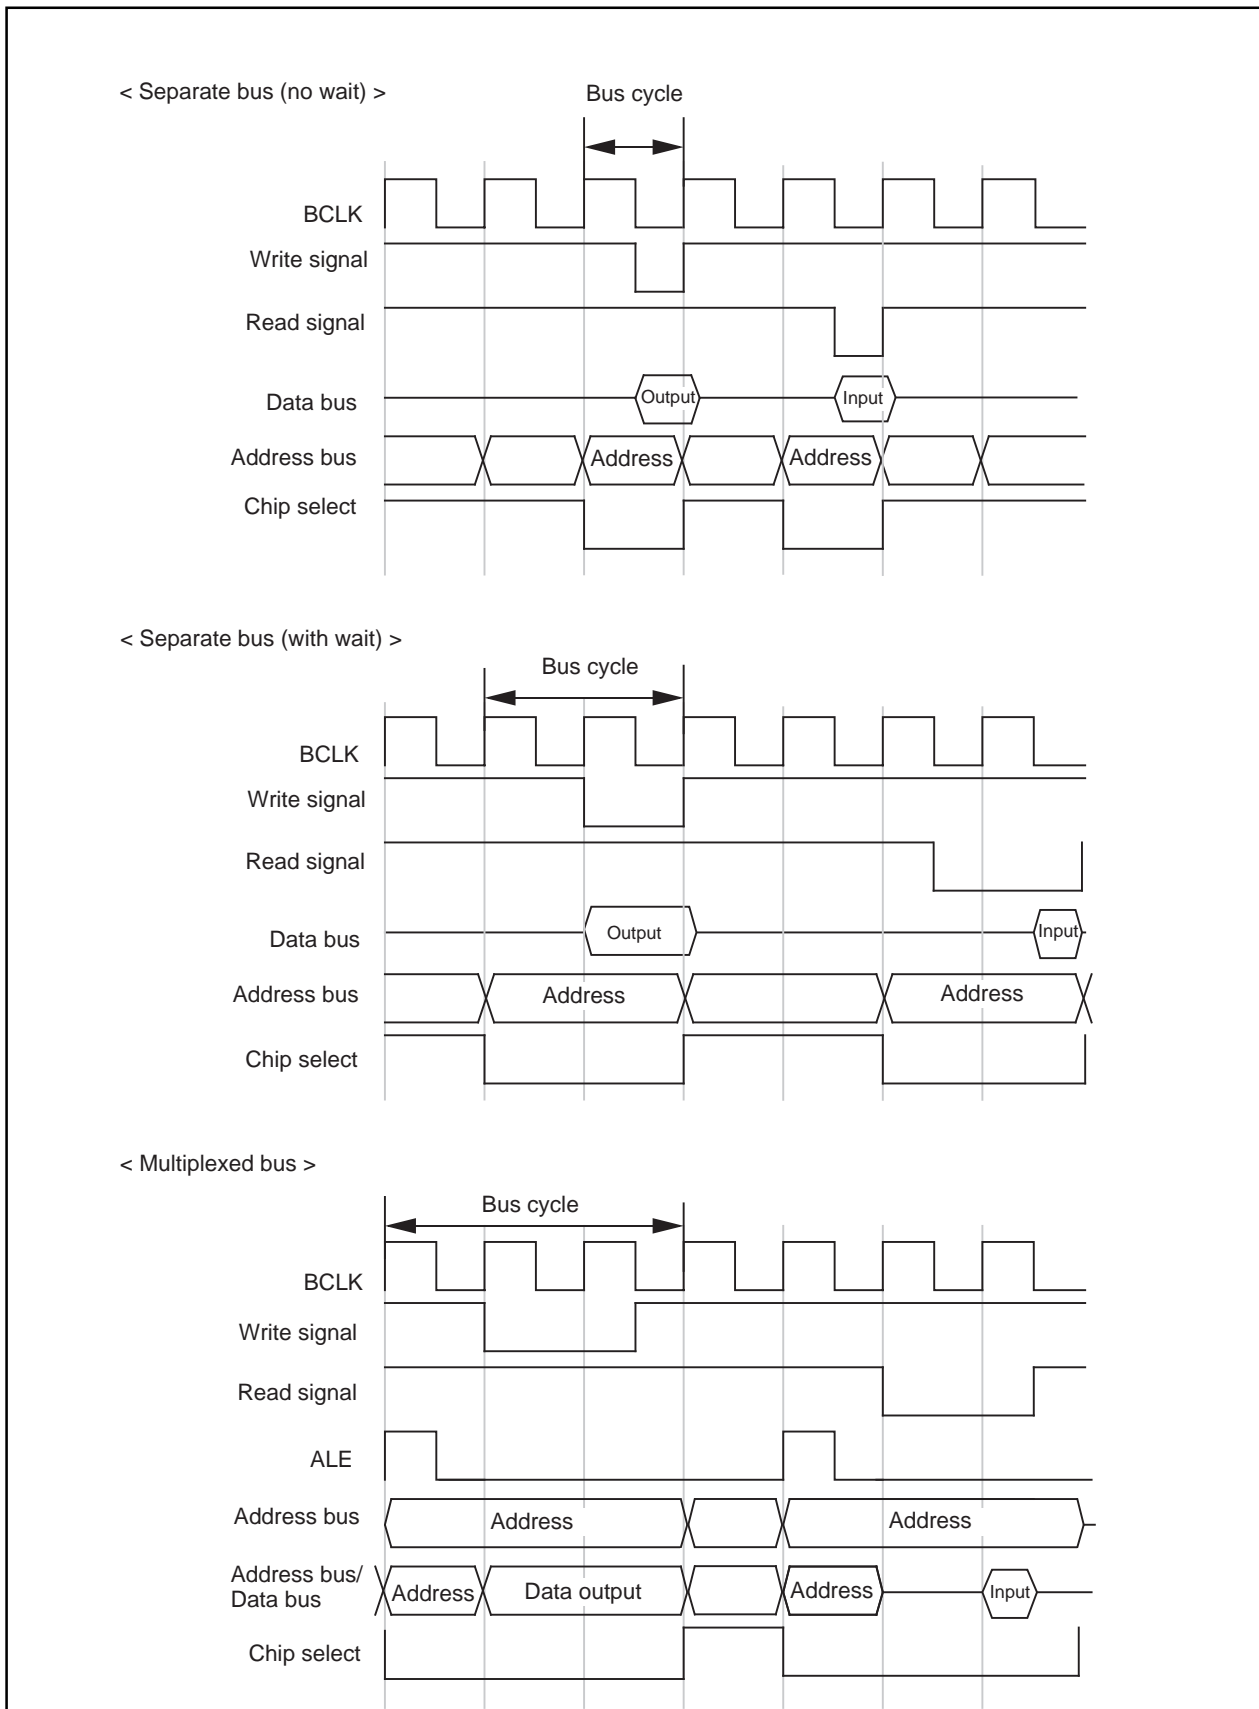 < Separate bus (no wait) >
Bus cycle
BCLK
Write signal
Read signal
Data bus
Output
Input
Address bus
Address
Address
Chip select
< Separate bus (with wait) >
Bus cycle
BCLK
Write signal
Read signal
Data bus
Output
Input
Address bus
Address
Address
Chip select
< Multiplexed bus >
Bus cycle
BCLK
Write signal
Read signal
ALE
Address bus
Address
Address
Address bus/
Data bus
Address
Data output
Address
Input
Chip select